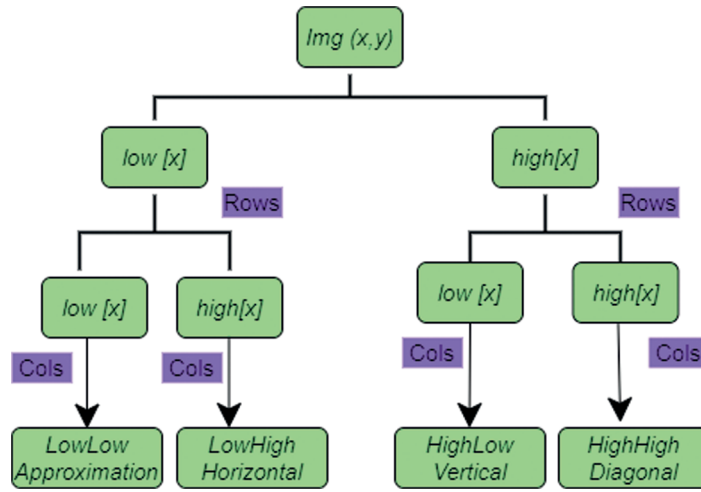 Img (x,y)
low [x]
high[x]
Rows
Rows
low [x]
high[x]
low [x]
high[x]
Cols
Cols
Cols
Cols
LowLow
Approximation
LowHigh
Horizontal
HighLow
Vertical
HighHigh
Diagonal